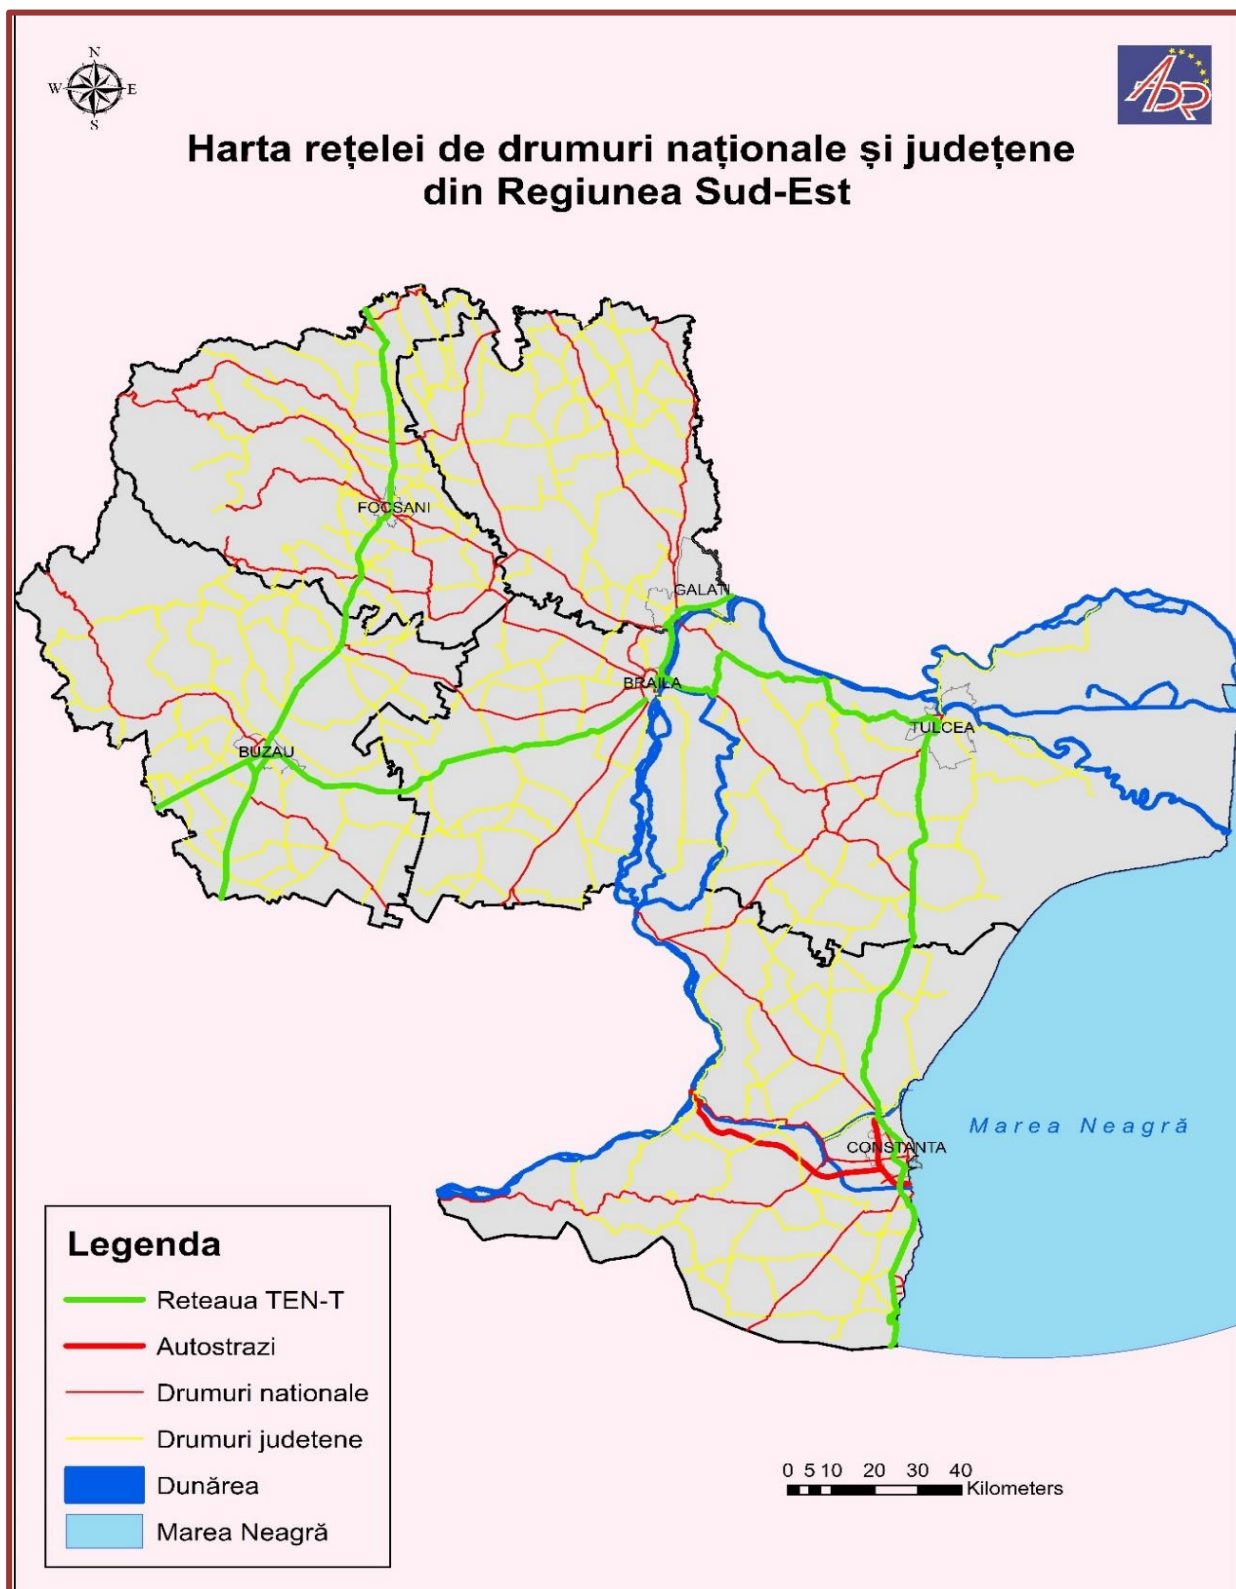 N
W E
S
ADR
Harta rețelei de drumuri naționale și județene
din Regiunea Sud-Est
FOCSANI
GALATI
BRAILA
TULCEA
BUZAU
Marea Neagră
CONSTANTA
Legenda
Reteaua TEN-T
Autostrazi
Drumuri nationale
Drumuri judetene
Dunărea
Marea Neagră
0 5 10 20 30 40
Kilometers